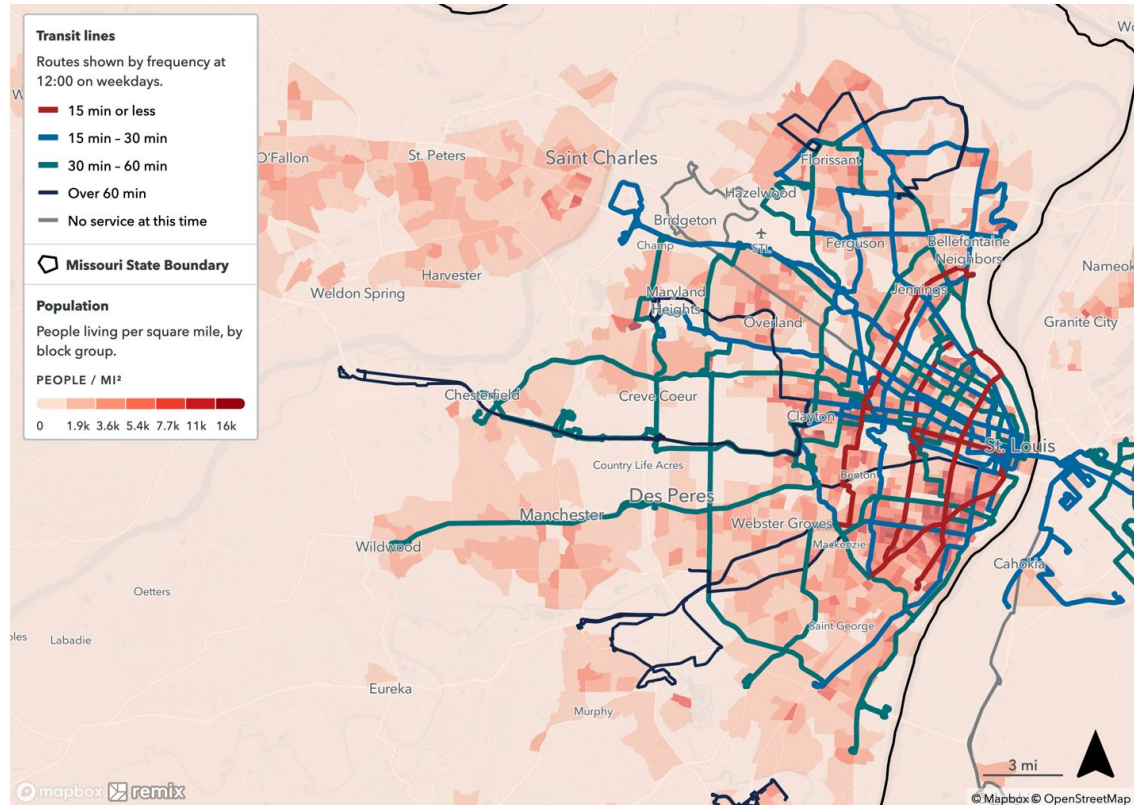 Transit lines
Routes shown by frequency at
12:00 on weekdays.
15 min or less
15 min – 30 min
30 min – 60 min
Over 60 min
No service at this time
Missouri State Boundary
Population
People living per square mile, by
block group.
PEOPLE / MI²
0 1.9k 3.6k 5.4k 7.7k 11k 16k
O'Fallon
St. Peters
Saint Charles
Florissant
Hazelwood
Bridgeton
Champ
STL
Ferguson
Bellefontaine
Neighbors
Nameok
Harvester
Weldon Spring
Maryland
Heights
Jennings
Overland
Granite City
Chesterfield
Creve Coeur
Clayton
St. Louis
Country Life Acres
Benton
Des Peres
Manchester
Webster Groves
Mackenzie
Wildwood
Cahokia
Oetters
Labadie
Saint George
Eureka
Murphy
3 mi
mapbox remix
© Mapbox © OpenStreetMap